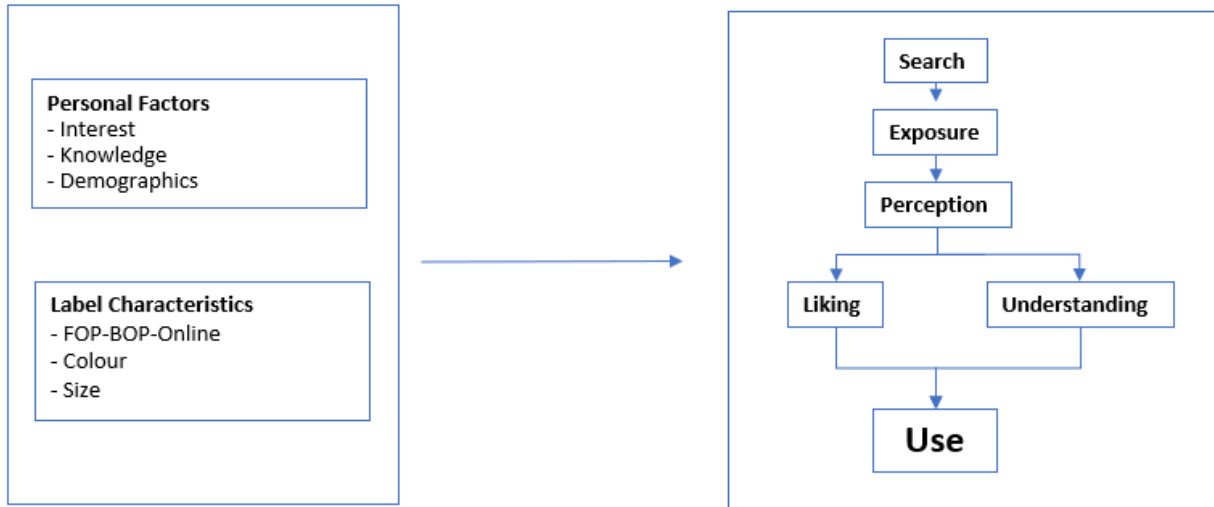 Personal Factors
- Interest
- Knowledge
- Demographics
Label Characteristics
- FOP-BOP-Online
- Colour
- Size
Search
Exposure
Perception
Liking
Understanding
Use